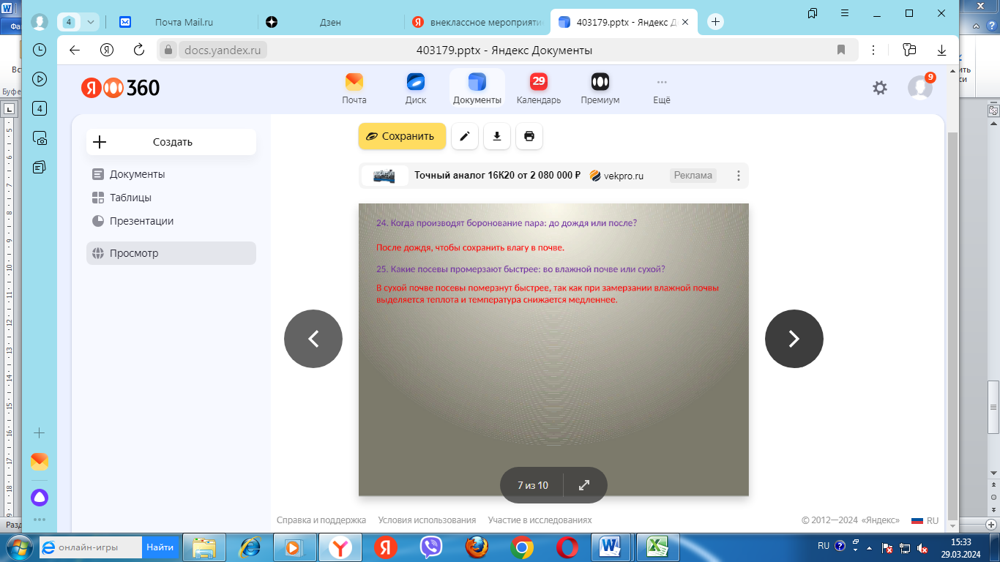 4
Почта Mail.ru
Дзен
внеклассное мероприятие
403179.pptx - Яндекс Д
docs.yandex.ru
403179.pptx - Яндекс Документы
Я 360
Почта
Диск
Документы
29
Календарь
Премиум
Ещё
9
4
Создать
Документы
Таблицы
Презентации
Просмотр
Сохранить
Точный аналог 16К20 от 2 080 000 ₽
vekpro.ru
Реклама
24. Когда производят боронование пара: до дождя или после?
После дождя, чтобы сохранить влагу в почве.
25. Какие посевы промерзают быстрее: во влажной почве или сухой?
В сухой почве посевы померзнут быстрее, так как при замерзании влажной почвы
выделяется теплота и температура снижается медленнее.
7 из 10
Справка и поддержка
Условия использования
Участие в исследованиях
© 2012—2024 «Яндекс»
RU
онлайн-игры
Найти
RU
15:33
29.03.2024